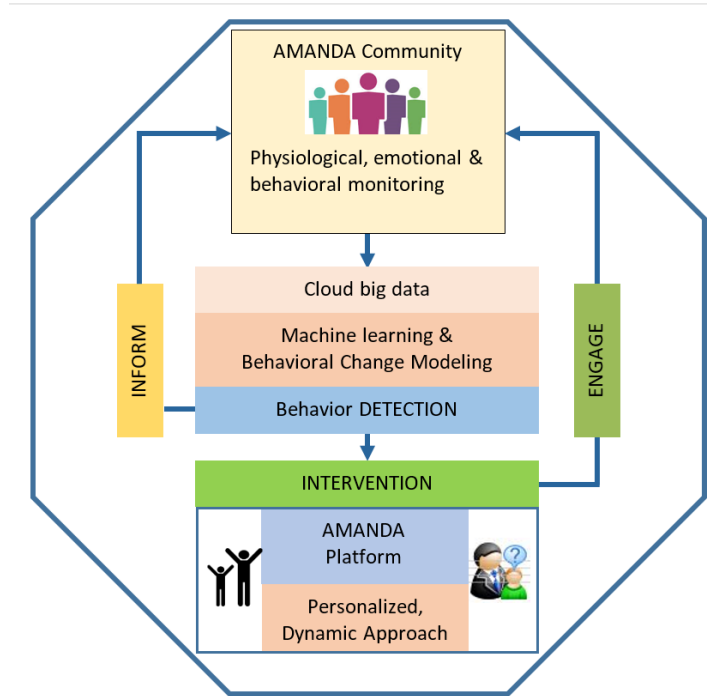 AMANDA Community
Physiological, emotional &
behavioral monitoring
Cloud big data
Machine learning &
Behavioral Change Modeling
Behavior DETECTION
INFORM
ENGAGE
INTERVENTION
AMANDA
Platform
?
Personalized,
Dynamic Approach